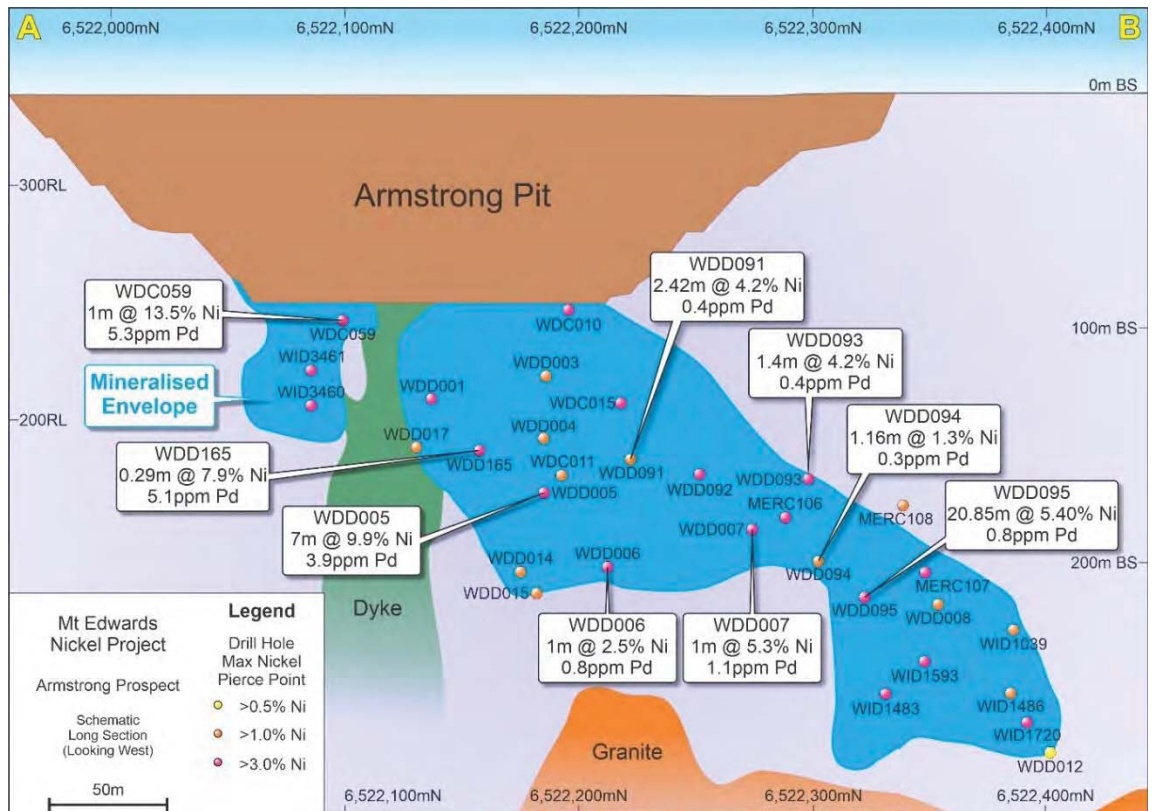 A
6,522,000mN
6,522,100mN
6,522,200mN
6,522,300mN
6,522,400mN
B
0m BS
300RL
Armstrong Pit
WDD091
2.42m @ 4.2% Ni
0.4ppm Pd
WDC059
1m @ 13.5% Ni
5.3ppm Pd
WDC059
WDC010
100m BS
WDD093
1.4m @ 4.2% Ni
0.4ppm Pd
WID3461
WDD003
Mineralised
Envelope
WID3460
WDD001
WDC015
200RL
WDD094
1.16m @ 1.3% Ni
0.3ppm Pd
WDD017
WDD004
WDD165
0.29m @ 7.9% Ni
5.1ppm Pd
WDD165
WDC011
WDD091
WDD092
WDD093
WDD005
MERC106
MERC108
WDD095
20.85m @ 5.40% Ni
0.8ppm Pd
WDD005
7m @ 9.9% Ni
3.9ppm Pd
WDD007
WDD014
WDD006
WDD094
200m BS
WDD015
MERC107
WDD095
WDD008
Dyke
WDD006
1m @ 2.5% Ni
0.8ppm Pd
WDD007
1m @ 5.3% Ni
1.1ppm Pd
WID1039
WID1593
WID1483
WID1486
WID1720
WDD012
Granite
Mt Edwards
Nickel Project
Armstrong Prospect
Schematic
Long Section
(Looking West)
50m
Legend
Drill Hole
Max Nickel
Pierce Point
>0.5% Ni
>1.0% Ni
>3.0% Ni
6,522,100mN
6,522,200mN
6,522,300mN
6,522,400mN